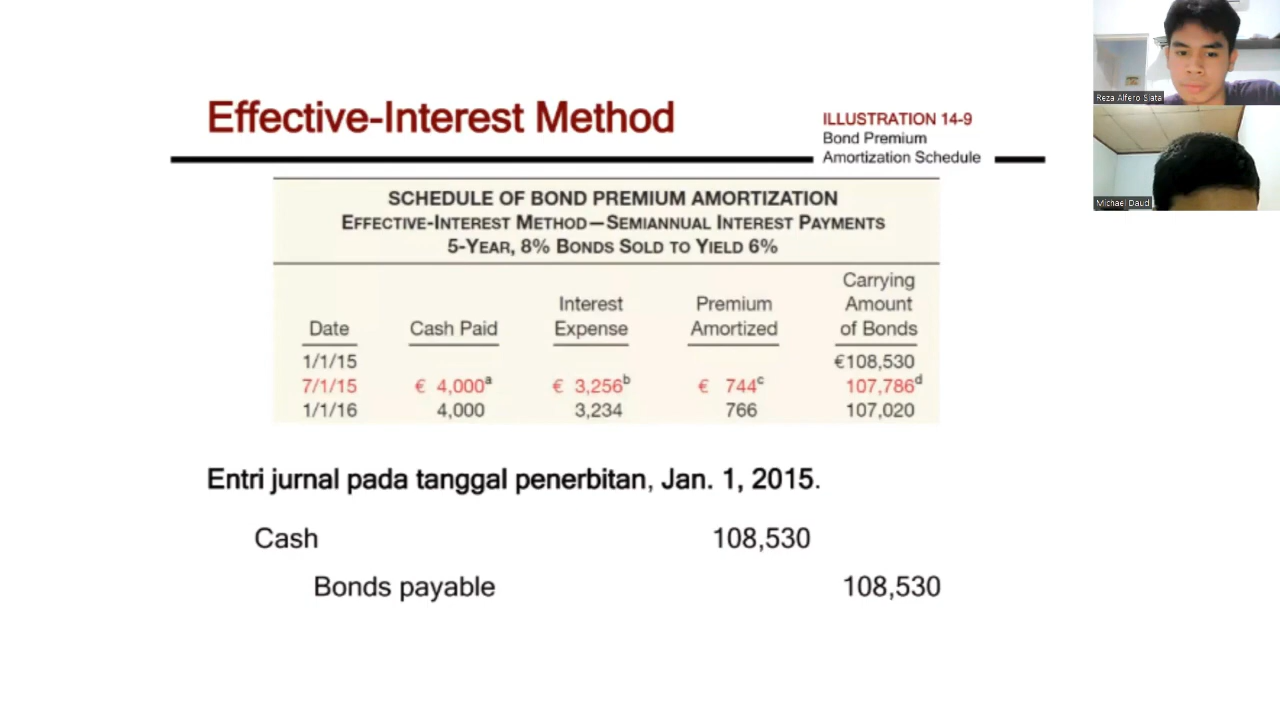 Effective-Interest Method
ILLUSTRATION 14-9
Bond Premium
Amortization Schedule
SCHEDULE OF BOND PREMIUM AMORTIZATION
EFFECTIVE-INTEREST METHOD—SEMIANNUAL INTEREST PAYMENTS
5-YEAR, 8% BONDS SOLD TO YIELD 6%
Date Cash Paid Interest Expense Premium Amortized Carrying Amount of Bonds
1/1/15 €108,530
7/1/15 € 4,000a € 3,256b € 744c 107,786d
1/1/16 4,000 3,234 766 107,020
Entri jurnal pada tanggal penerbitan, Jan. 1, 2015.
Cash 108,530
Bonds payable 108,530
Reza Alfero Siata
Michael Daud